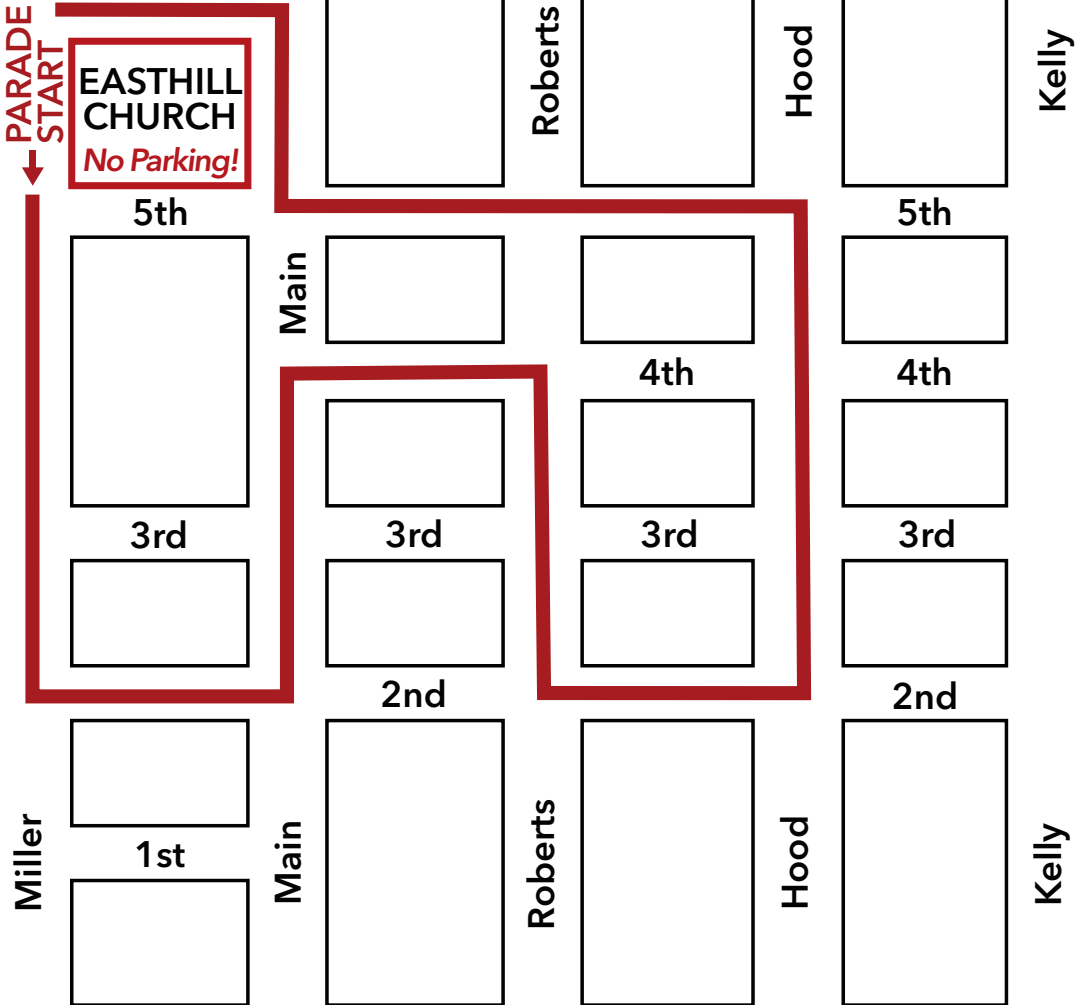 PARADE
START
EASTHILL
CHURCH
No Parking!
Roberts
Hood
Kelly
5th
5th
Main
4th
4th
3rd
3rd
3rd
3rd
2nd
2nd
Miller
1st
Main
Roberts
Hood
Kelly